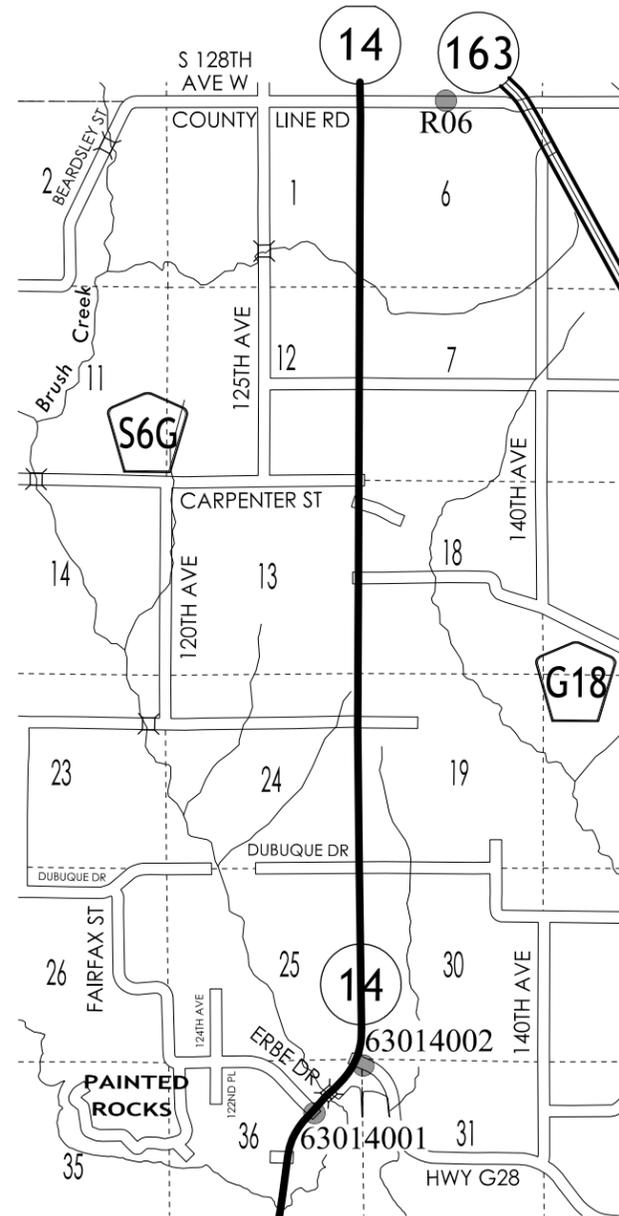 14
163
S 128TH
AVE W
COUNTY LINE RD
R06
BEARDSLEY ST
2
1
6
Brush Creek
11
125TH AVE
12
7
S6G
CARPENTER ST
140TH AVE
14
120TH AVE
13
18
G18
23
24
19
DUBUQUE DR
DUBUQUE DR
FAIRFAX ST
26
25
30
14
140TH AVE
124TH AVE
ERBE DR
63014002
PAINTED
ROCKS
122ND PL
36
63014001
31
35
HWY G28